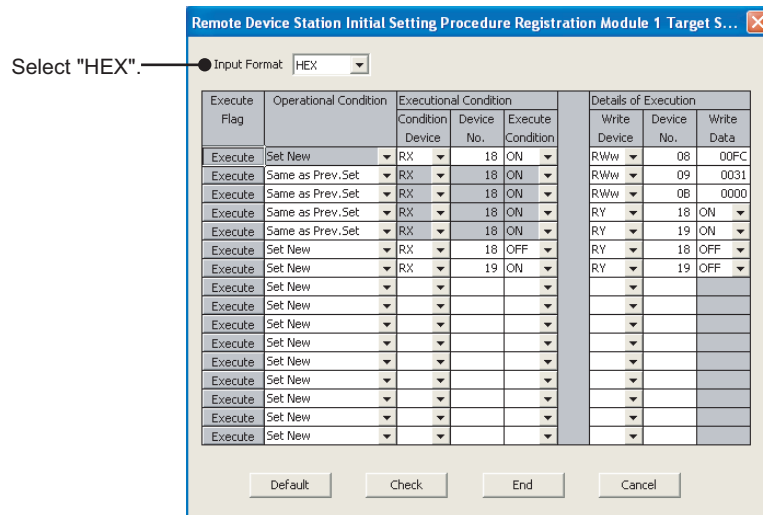 Remote Device Station Initial Setting Procedure Registration Module 1 Target S...
Select "HEX".
Input Format HEX
Execute Flag Operational Condition Executional Condition Details of Execution
Condition Device Device No. Execute Condition Write Device Device No. Write Data
Execute Set New RX 18 ON RWw 08 00FC
Execute Same as Prev.Set RX 18 ON RWw 09 0031
Execute Same as Prev.Set RX 18 ON RWw 0B 0000
Execute Same as Prev.Set RX 18 ON RY 18 ON
Execute Same as Prev.Set RX 18 ON RY 19 ON
Execute Set New RX 18 OFF RY 18 OFF
Execute Set New RX 19 ON RY 19 OFF
Execute Set New
Execute Set New
Execute Set New
Execute Set New
Execute Set New
Execute Set New
Execute Set New
Execute Set New
Execute Set New
Default Check End Cancel